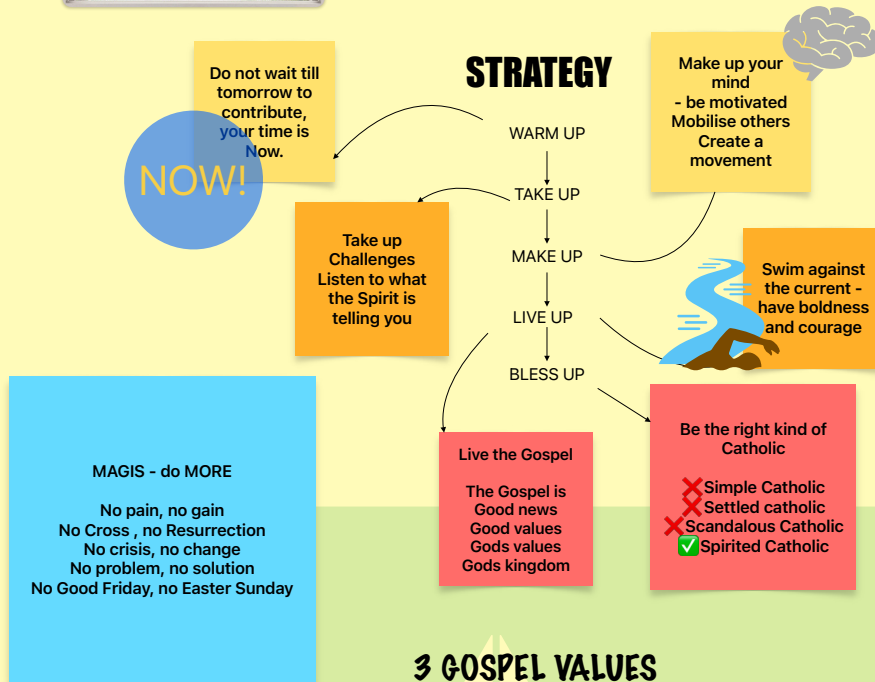 STRATEGY
Do not wait till
tomorrow to
contribute,
your time is
Now.
NOW!
WARM UP
TAKE UP
MAKE UP
LIVE UP
BLESS UP
Make up your
mind
- be motivated
Mobilise others
Create a
movement
Take up
Challenges
Listen to what
the Spirit is
telling you
Swim against
the current -
have boldness
and courage
MAGIS - do MORE
No pain, no gain
No Cross , no Resurrection
No crisis, no change
No problem, no solution
No Good Friday, no Easter Sunday
Live the Gospel
The Gospel is
Good news
Good values
Gods values
Gods kingdom
Be the right kind of
Catholic
❌Simple Catholic
❌Settled catholic
❌Scandalous Catholic
✅Spirited Catholic
3 GOSPEL VALUES